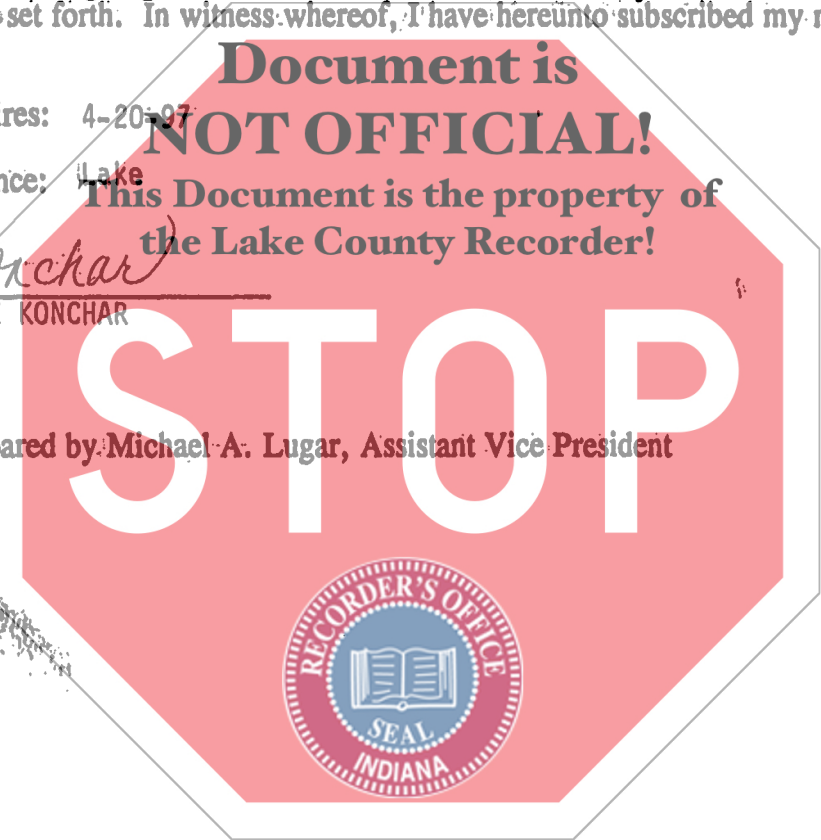 set forth. In witness whereof, I have hereunto subscribed my
Document is
ires: 4-20-97
NOT OFFICIAL!
nce: Lake
This Document is the property of
the Lake County Recorder!
nchar
KONCHAR
STOP
ared by Michael A. Lugar, Assistant Vice President
RECORDER'S OFFICE
SEAL
INDIANA